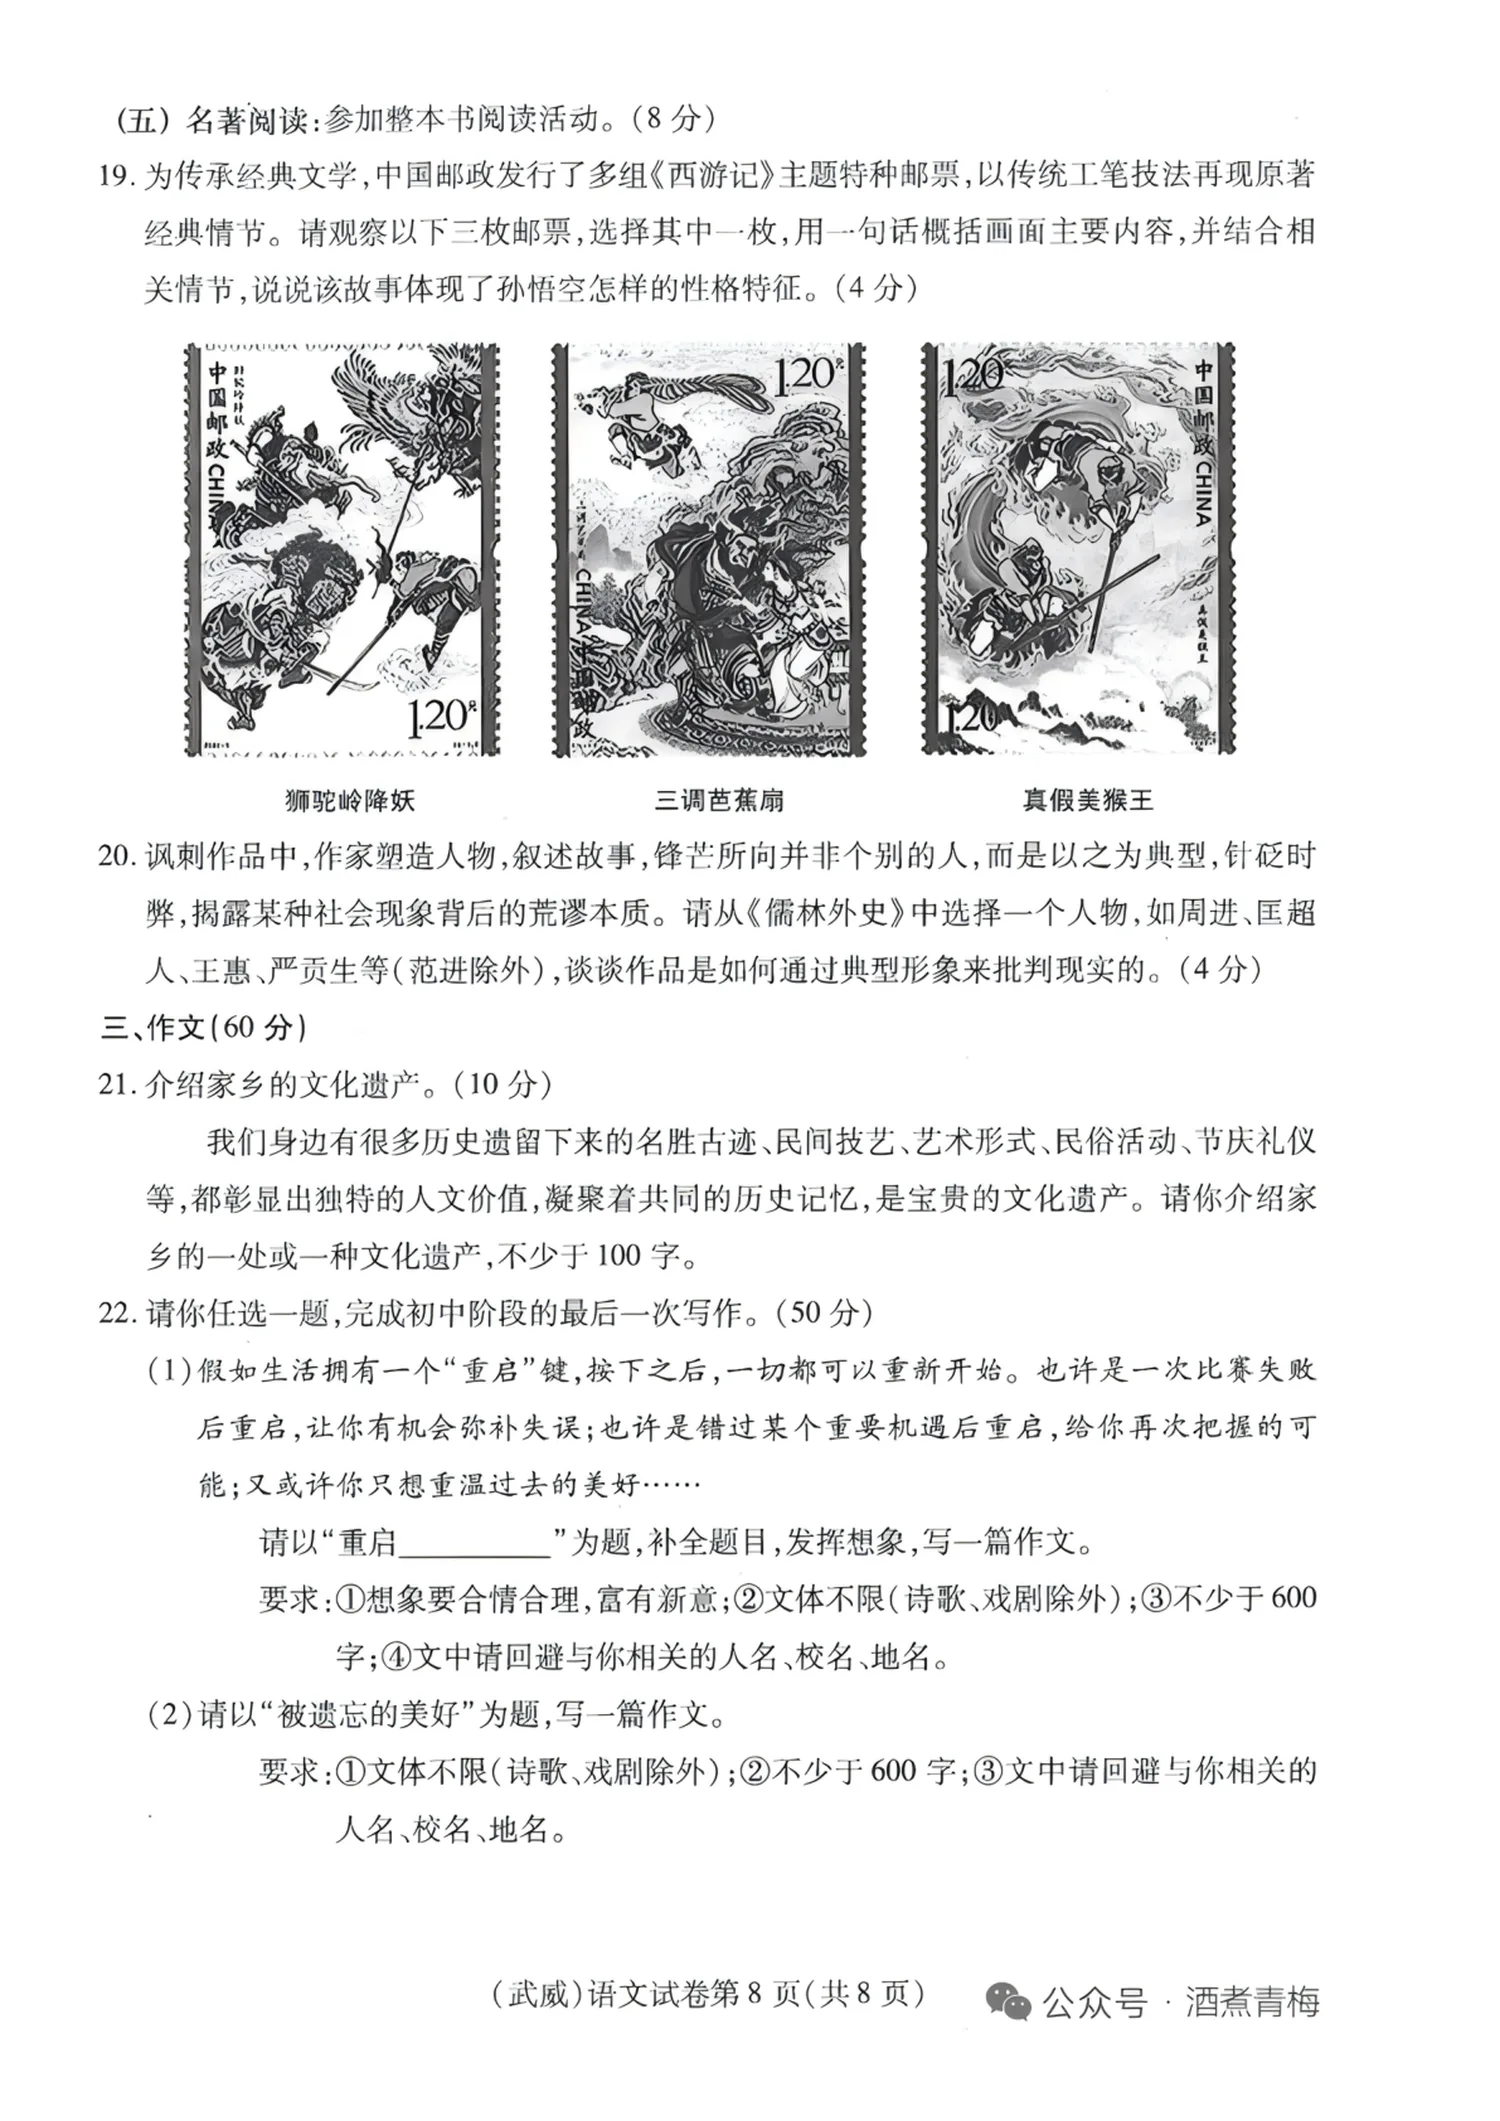 (五)名著阅读:参加整本书阅读活动。(8分)
19. 为传承经典文学,中国邮政发行了多组《西游记》主题特种邮票,以传统工笔技法再现原著
经典情节。请观察以下三枚邮票,选择其中一枚,用一句话概括画面主要内容,并结合相
关情节,说说该故事体现了孙悟空怎样的性格特征。(4分)
中国邮政 CHINA
1.20元
1.20元
CHINA 中国邮政
1.20
中国邮政 CHINA
真假美猴王
1.20
狮驼岭降妖
三调芭蕉扇
真假美猴王
20. 讽刺作品中,作家塑造人物,叙述故事,锋芒所向并非个别的人,而是以之为典型,针砭时
弊,揭露某种社会现象背后的荒谬本质。请从《儒林外史》中选择一个人物,如周进、匡超
人、王惠、严贡生等(范进除外),谈谈作品是如何通过典型形象来批判现实的。(4分)
三、作文(60分)
21. 介绍家乡的文化遗产。(10分)
我们身边有很多历史遗留下来的名胜古迹、民间技艺、艺术形式、民俗活动、节庆礼仪
等,都彰显出独特的人文价值,凝聚着共同的历史记忆,是宝贵的文化遗产。请你介绍家
乡的一处或一种文化遗产,不少于100字。
22. 请你任选一题,完成初中阶段的最后一次写作。(50分)
(1)假如生活拥有一个“重启”键,按下之后,一切都可以重新开始。也许是一次比赛失败
后重启,让你有机会弥补失误;也许是错过某个重要机遇后重启,给你再次把握的可
能;又或许你只想重温过去的美好……
请以“重启__________”为题,补全题目,发挥想象,写一篇作文。
要求:①想象要合情合理,富有新意;②文体不限(诗歌、戏剧除外);③不少于600
字;④文中请回避与你相关的人名、校名、地名。
(2)请以“被遗忘的美好”为题,写一篇作文。
要求:①文体不限(诗歌、戏剧除外);②不少于600字;③文中请回避与你相关的
人名、校名、地名。
(武威)语文试卷第8页(共8页)
公众号·酒煮青梅